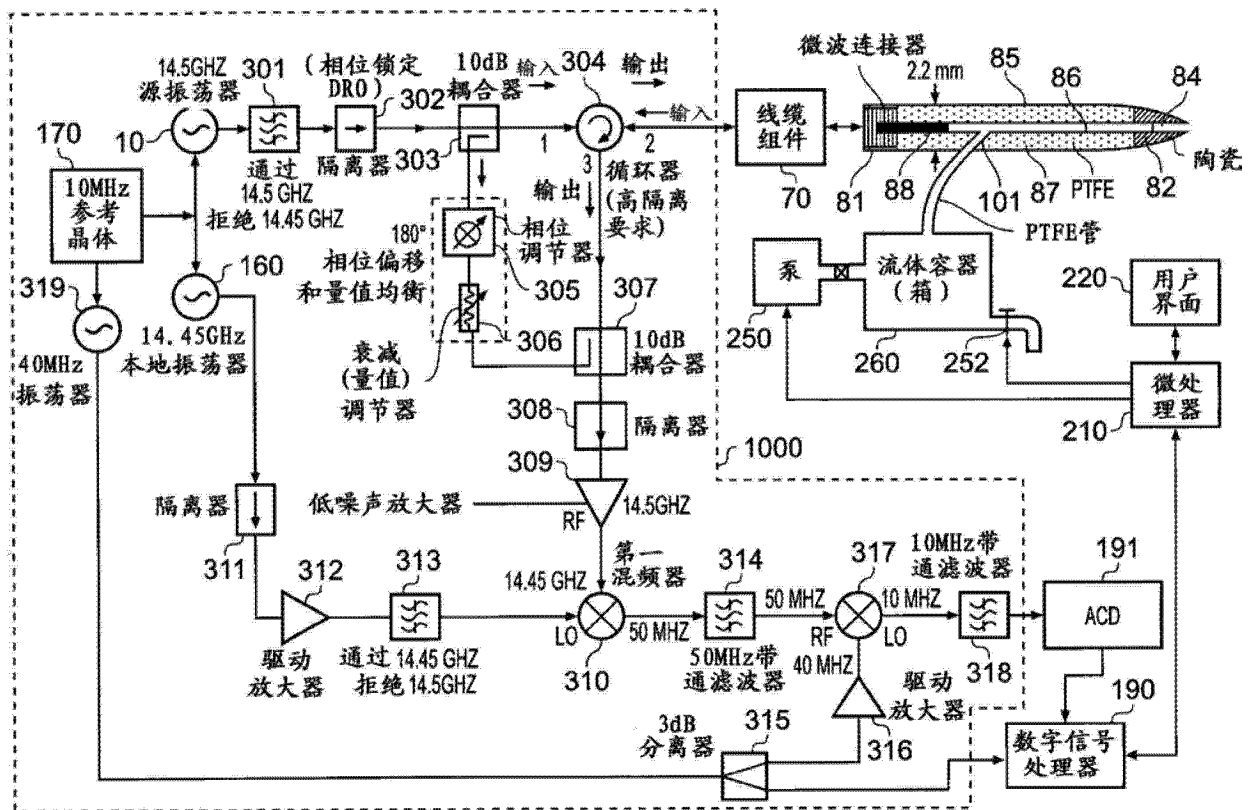 14.5GHZ
源振荡器
10
301
通过
14.5 GHZ
拒绝 14.45 GHZ
(相位锁定
DRO)
302
隔离器
10dB
耦合器
303
输入
304
输出
1
2
3
输入
循环器
(高隔离
要求)
输出
170
10MHz
参考
晶体
319
40MHz
振荡器
160
14.45GHz
本地振荡器
180°
相位偏移
和量值均衡
相位
调节器
305
306
衰减
(量值)
调节器
307
10dB
耦合器
308
隔离器
309
低噪声放大器
RF
14.5GHZ
1000
线缆
组件
70
微波连接器
2.2 mm
85
86
84
81
88
101
87
PTFE
82
陶瓷
PTFE管
泵
250
流体容器
(箱)
260
252
220
用户
界面
微处
理器
210
隔离器
311
312
驱动
放大器
313
通过 14.45 GHZ
拒绝 14.5GHZ
14.45 GHZ
第一
混频器
LO
310
50 MHZ
314
50MHz带
通滤波器
50 MHZ
317
RF
40 MHZ
10 MHZ
LO
10MHz带
通滤波器
318
191
ACD
驱动
放大器
316
3dB
分离器
315
190
数字信号
处理器